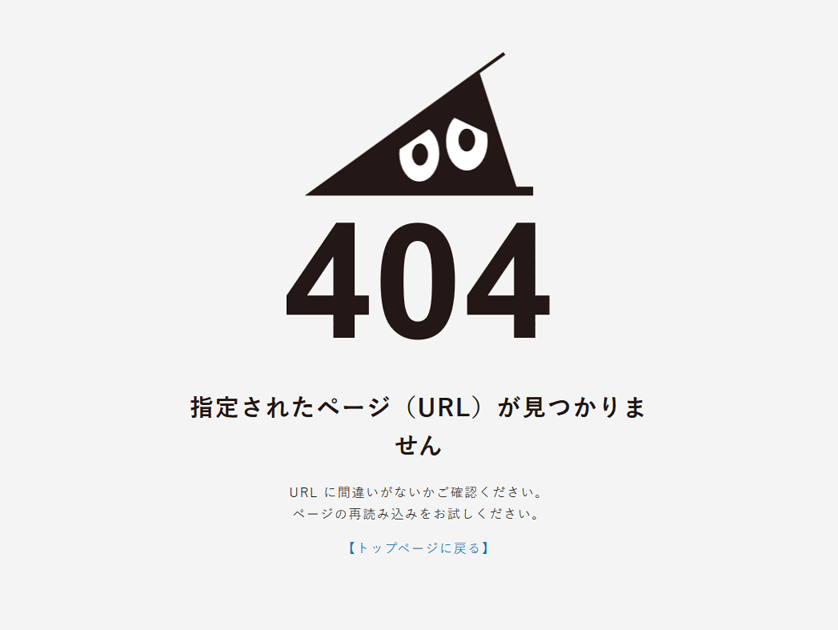 404
指定されたページ（URL）が見つかりま
せん
URL に間違いがないかご確認ください。
ページの再読み込みをお試しください。
【トップページに戻る】